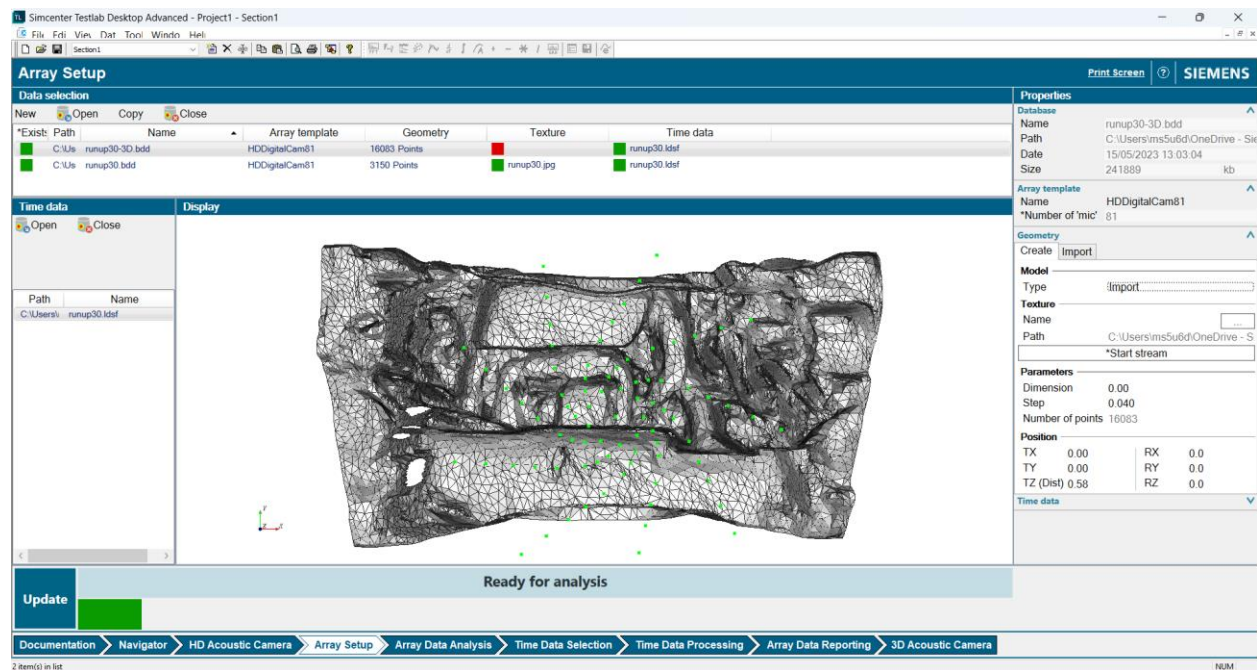 Simcenter Testlab Desktop Advanced - Project1 - Section1
File Edi Viev Dat Tool Windo Hel
Section1
Array Setup
Print Screen ? SIEMENS
Data selection
New Open Copy Close
*Exist: Path Name Array template Geometry Texture Time data
C:\Us runup30-3D.bdd HDDigitalCam81 16083 Points runup30.ldsf
C:\Us runup30.bdd HDDigitalCam81 3150 Points runup30.jpg runup30.ldsf
Time data
Open Close
Path Name
C:\Users\ runup30.ldsf
Display
Y
X
Properties
Database
Name runup30-3D.bdd
Path C:\Users\ms5u6d\OneDrive - Sie
Date 15/05/2023 13:03:04
Size 241889 kb
Array template
Name HDDigitalCam81
*Number of 'mic' 81
Geometry
Create Import
Model
Type Import
Texture
Name ...
Path C:\Users\ms5u6d\OneDrive - S
*Start stream
Parameters
Dimension 0.00
Step 0.040
Number of points 16083
Position
TX 0.00 RX 0.0
TY 0.00 RY 0.0
TZ (Dist) 0.58 RZ 0.0
Time data
Update
Ready for analysis
Documentation Navigator HD Acoustic Camera Array Setup Array Data Analysis Time Data Selection Time Data Processing Array Data Reporting 3D Acoustic Camera
2 item(s) in list NUM